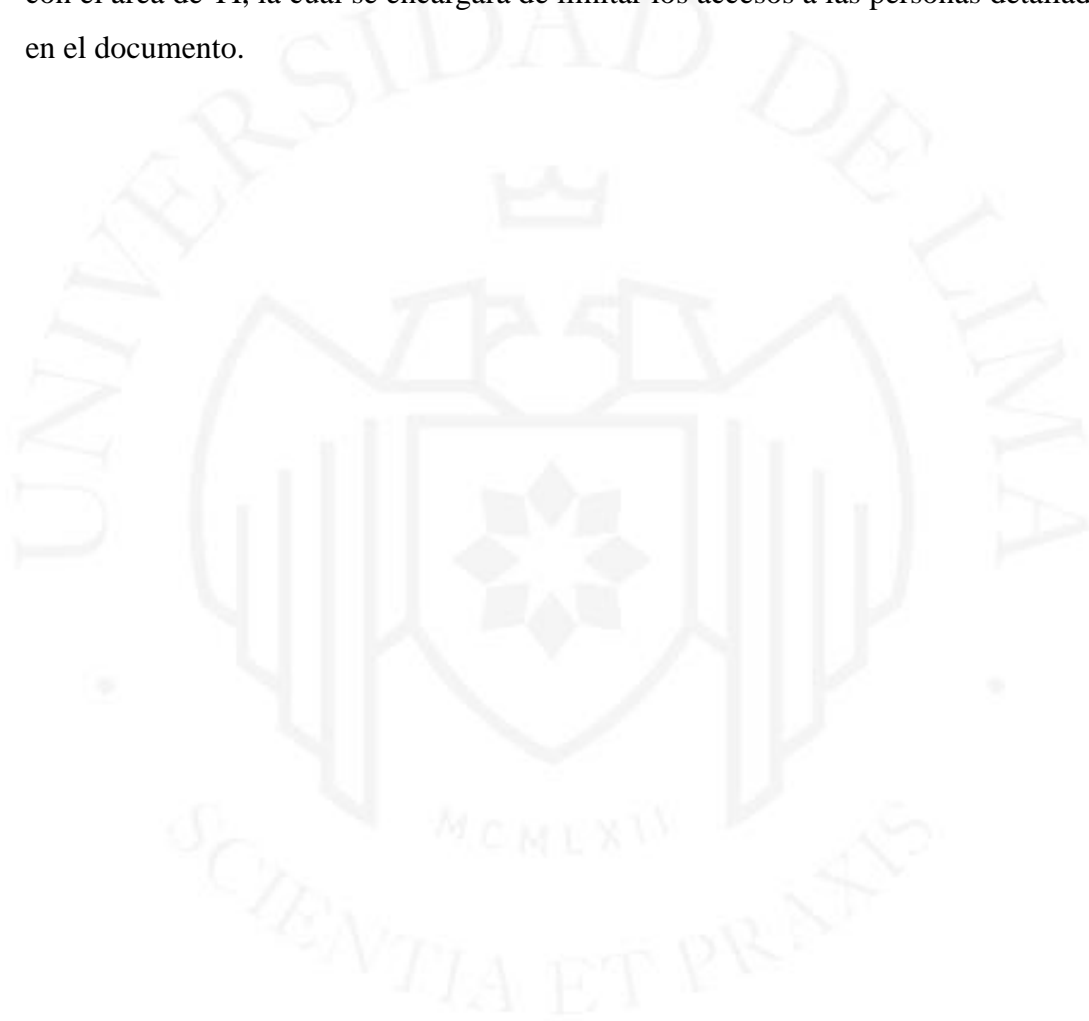 con el área de TI, la cual se encargará de limitar los accesos a las personas
en el documento.
UNIVERSIDAD DE LIMA
MCMLXII
SCIENTIA ET PRAXIS